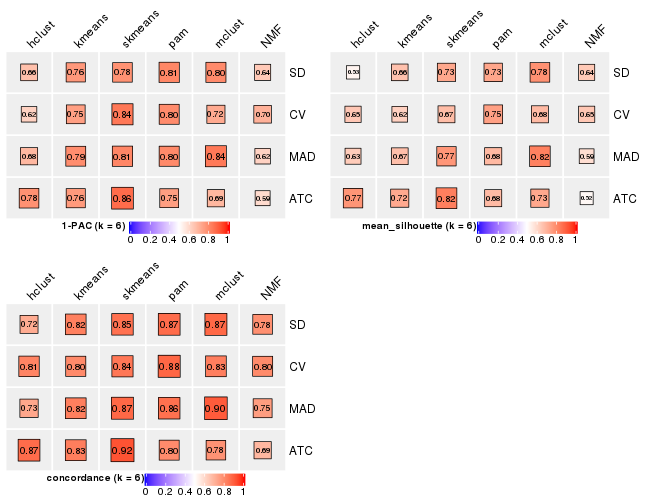 hclust kmeans skmeans pam mclust NMF
0.66 0.76 0.78 0.81 0.80 0.64 SD
0.62 0.75 0.84 0.80 0.72 0.70 CV
0.68 0.79 0.81 0.80 0.84 0.62 MAD
0.78 0.76 0.86 0.75 0.69 0.59 ATC
1-PAC (k = 6)
0 0.2 0.4 0.6 0.8 1
hclust kmeans skmeans pam mclust NMF
0.53 0.66 0.73 0.73 0.78 0.64 SD
0.65 0.62 0.67 0.75 0.68 0.65 CV
0.63 0.67 0.77 0.68 0.82 0.59 MAD
0.77 0.72 0.82 0.68 0.73 0.52 ATC
mean_silhouette (k = 6)
0 0.2 0.4 0.6 0.8 1
hclust kmeans skmeans pam mclust NMF
0.72 0.82 0.85 0.87 0.87 0.78 SD
0.81 0.80 0.84 0.88 0.83 0.80 CV
0.73 0.82 0.87 0.86 0.90 0.75 MAD
0.87 0.83 0.92 0.80 0.78 0.69 ATC
concordance (k = 6)
0 0.2 0.4 0.6 0.8 1